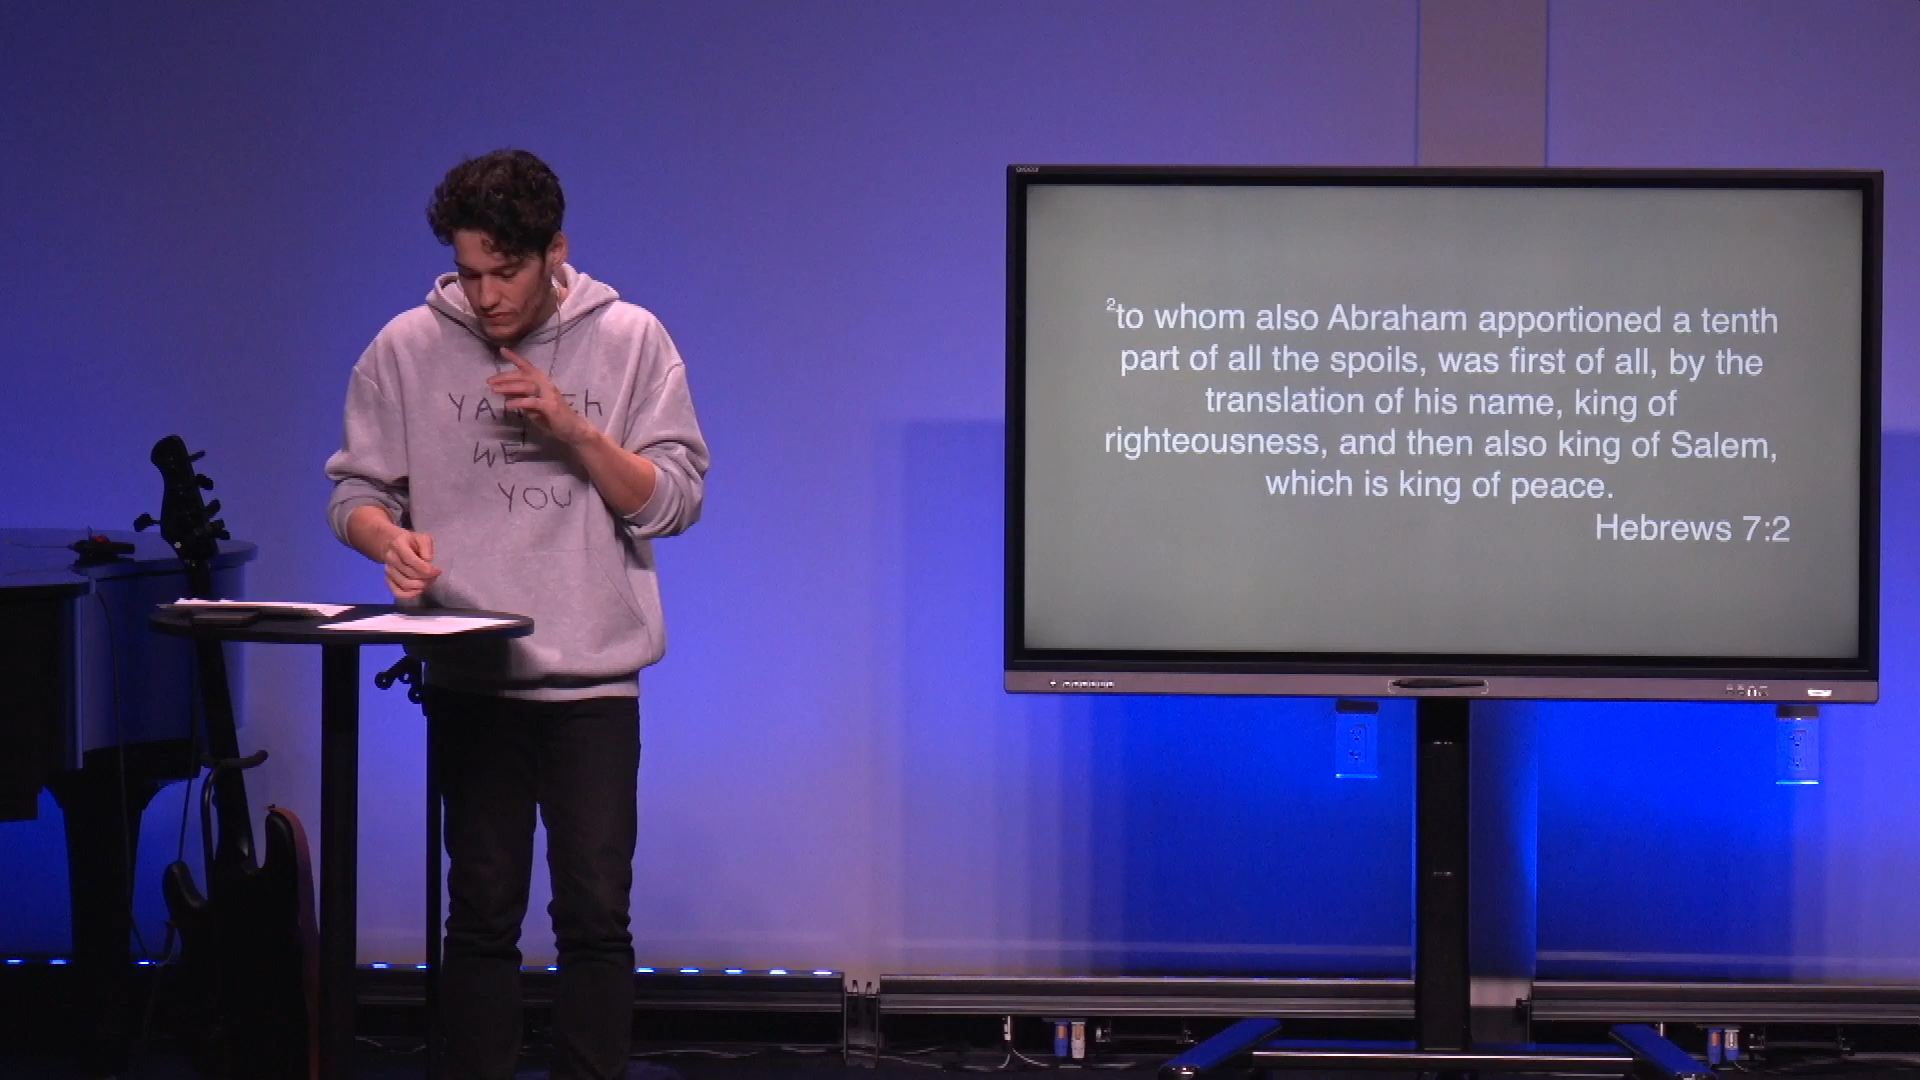 YA
WE
YOU
²to whom also Abraham apportioned a tenth
part of all the spoils, was first of all, by the
translation of his name, king of
righteousness, and then also king of Salem,
which is king of peace.
Hebrews 7:2